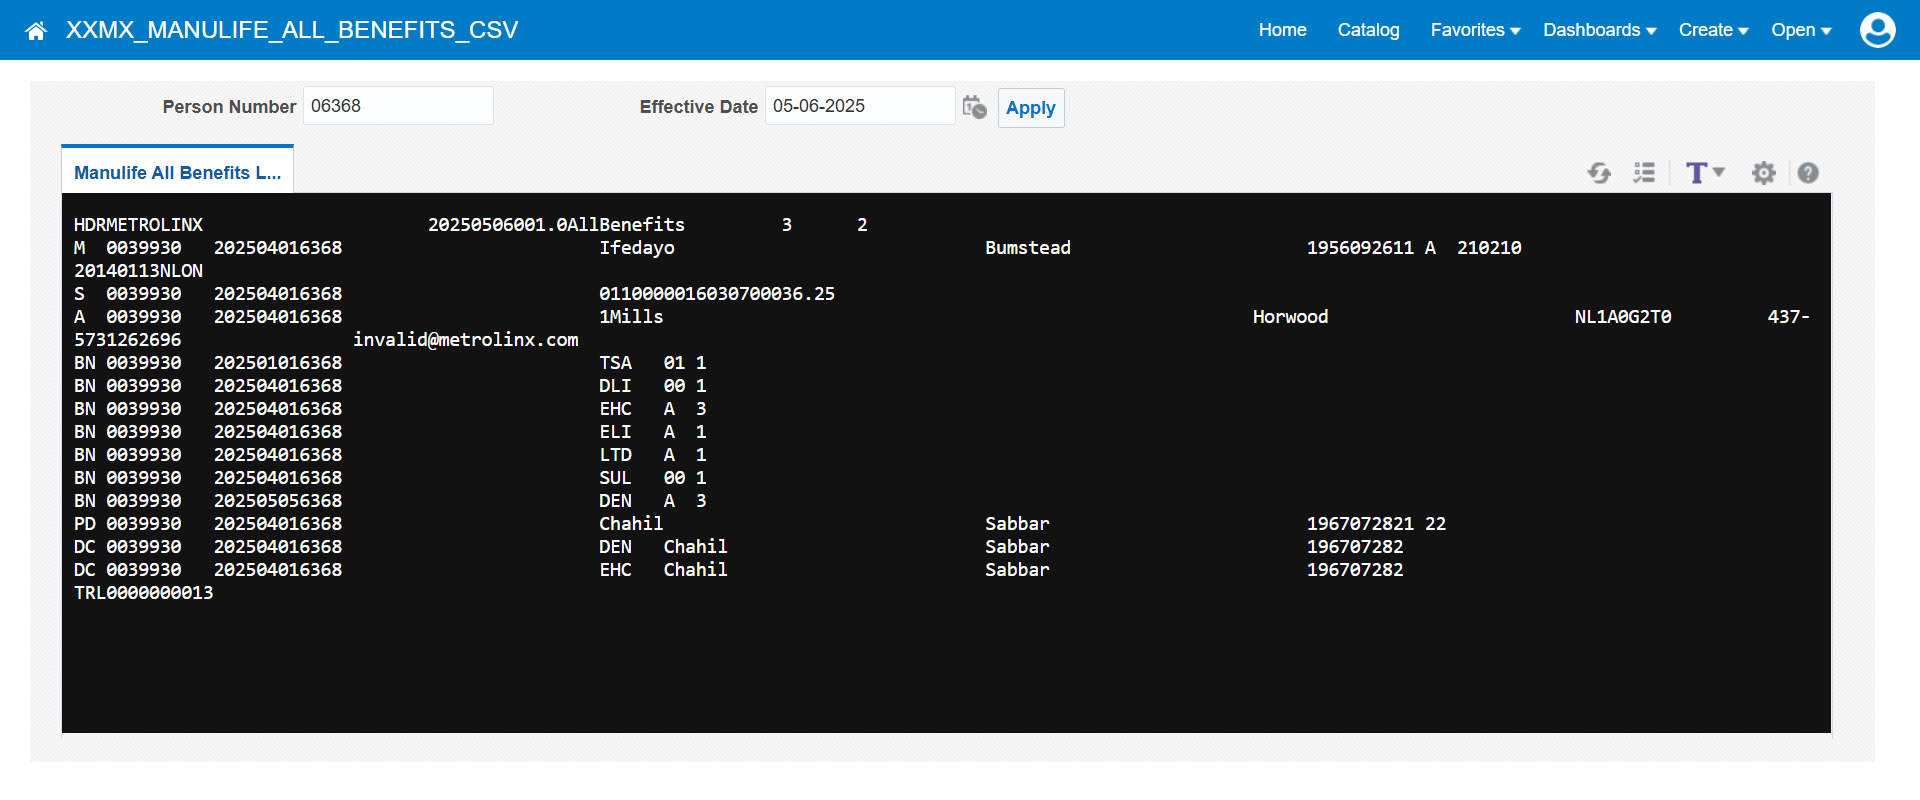 XXMX_MANULIFE_ALL_BENEFITS_CSV Home Catalog Favorites Dashboards Create Open
Person Number 06368 Effective Date 05-06-2025 Apply
Manulife All Benefits L... T
HDRMETROLINX 20250506001.0AllBenefits 3 2
M 0039930 202504016368 Ifedayo Bumstead 1956092611 A 210210
20140113NLON
S 0039930 202504016368 0110000016030700036.25
A 0039930 202504016368 1Mills Horwood NL1A0G2T0 437-
5731262696 invalid@metrolinx.com
BN 0039930 202501016368 TSA 01 1
BN 0039930 202504016368 DLI 00 1
BN 0039930 202504016368 EHC A 3
BN 0039930 202504016368 ELI A 1
BN 0039930 202504016368 LTD A 1
BN 0039930 202504016368 SUL 00 1
BN 0039930 202505056368 DEN A 3
PD 0039930 202504016368 Chahil Sabbar 1967072821 22
DC 0039930 202504016368 DEN Chahil Sabbar 196707282
DC 0039930 202504016368 EHC Chahil Sabbar 196707282
TRL0000000013